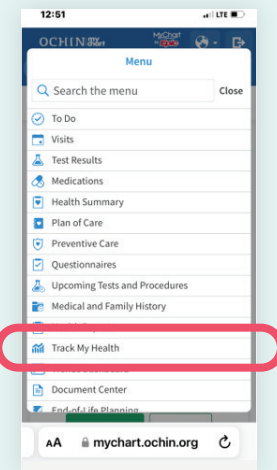 12:51
LTE
OCHIN MyChart
Menu
Search the menu
Close
To Do
Visits
Test Results
Medications
Health Summary
Plan of Care
Preventive Care
Questionnaires
Upcoming Tests and Procedures
Medical and Family History
Track My Health
Document Center
End-of-Life Planning
AA
mychart.ochin.org